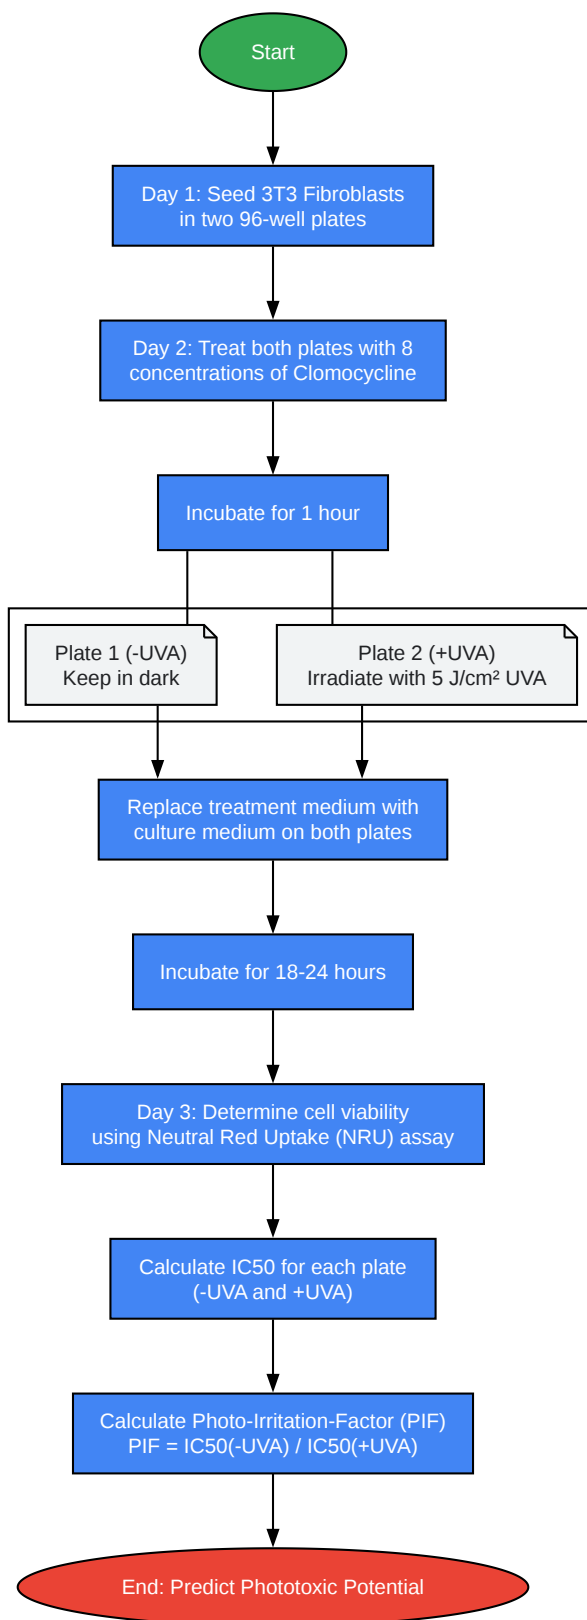 Start
Day 1: Seed 3T3 Fibroblasts
in two 96-well plates
Day 2: Treat both plates with 8
concentrations of Clomocycline
Incubate for 1 hour
Plate 1 (-UVA)
Keep in dark
Plate 2 (+UVA)
Irradiate with 5 J/cm² UVA
Replace treatment medium with
culture medium on both plates
Incubate for 18-24 hours
Day 3: Determine cell viability
using Neutral Red Uptake (NRU) assay
Calculate IC50 for each plate
(-UVA and +UVA)
Calculate Photo-Irritation-Factor (PIF)
PIF = IC50(-UVA) / IC50(+UVA)
End: Predict Phototoxic Potential